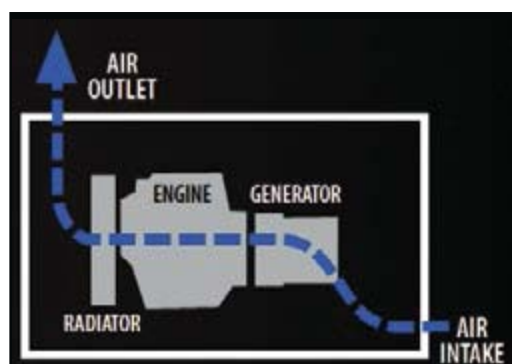 AIR
OUTLET
ENGINE
GENERATOR
RADIATOR
AIR
INTAKE